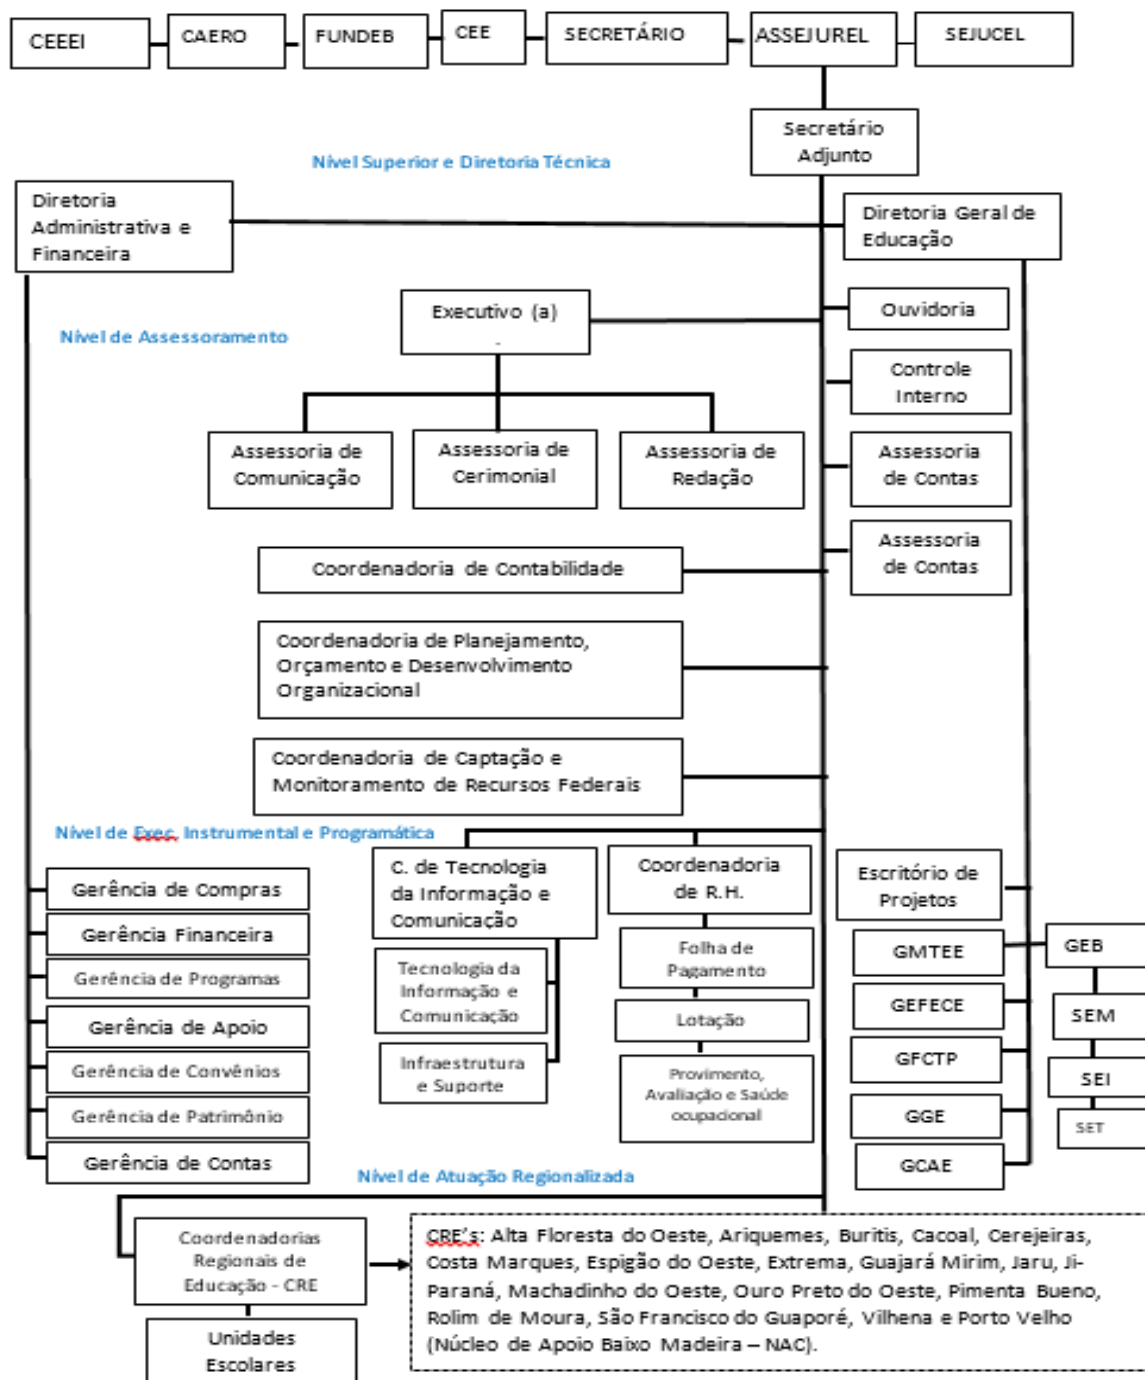 CEEEI
CAERO
FUNDEB
CEE
SECRETÁRIO
ASSEJUREL
SEJUCEL
Secretário
Adjunto
Nível Superior e Diretoria Técnica
Diretoria
Administrativa e
Financeira
Diretoria Geral de
Educação
Executivo (a)
-
Ouvidoria
Nível de Assessoramento
Controle
Interno
Assessoria de
Comunicação
Assessoria de
Cerimonial
Assessoria de
Redação
Assessoria
de Contas
Assessoria
de Contas
Coordenadoria de Contabilidade
Coordenadoria de Planejamento,
Orçamento e Desenvolvimento
Organizacional
Coordenadoria de Captação e
Monitoramento de Recursos Federais
Nível de Exec. Instrumental e Programática
Gerência de Compras
Gerência Financeira
Gerência de Programas
Gerência de Apoio
Gerência de Convênios
Gerência de Patrimônio
Gerência de Contas
C. de Tecnologia
da Informação e
Comunicação
Tecnologia da
Informação e
Comunicação
Infraestrutura
e Suporte
Coordenadoria
de R.H.
Folha de
Pagamento
Lotação
Provimento,
Avaliação e Saúde
ocupacional
Escritório de
Projetos
GMTEE
GEFECE
GFCTP
GGE
GCAE
GEB
SEM
SEI
SET
Nível de Atuação Regionalizada
Coordenadorias
Regionais de
Educação - CRE
Unidades
Escolares
CRE's: Alta Floresta do Oeste, Ariquemes, Buritis, Cacoal, Cerejeiras,
Costa Marques, Espigão do Oeste, Extrema, Guajará Mirim, Jaru, Ji-
Paraná, Machadinho do Oeste, Ouro Preto do Oeste, Pimenta Bueno,
Rolim de Moura, São Francisco do Guaporé, Vilhena e Porto Velho
(Núcleo de Apoio Baixo Madeira – NAC).